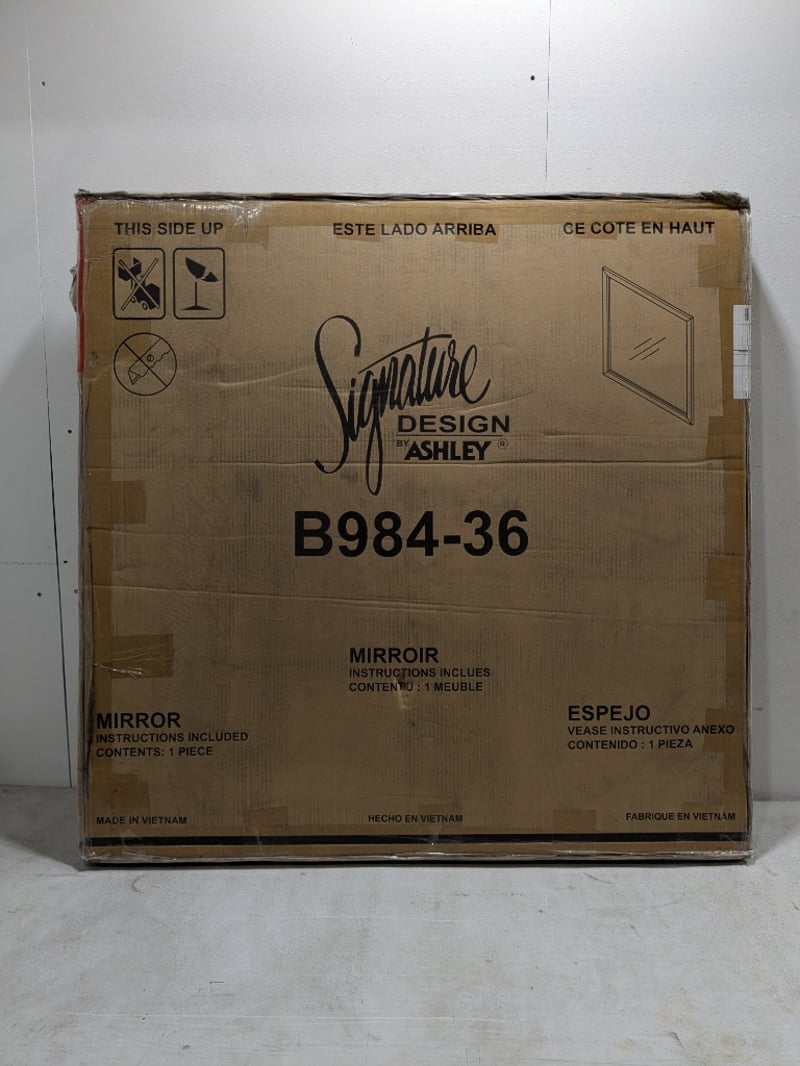 THIS SIDE UP
ESTE LADO ARRIBA
CE COTE EN HAUT
Signature
DESIGN
BY ASHLEY®
B984-36
MIRROIR
INSTRUCTIONS INCLUES
CONTENU : 1 MEUBLE
MIRROR
INSTRUCTIONS INCLUDED
CONTENTS: 1 PIECE
ESPEJO
VEASE INSTRUCTIVO ANEXO
CONTENIDO : 1 PIEZA
MADE IN VIETNAM
HECHO EN VIETNAM
FABRIQUE EN VIETNAM